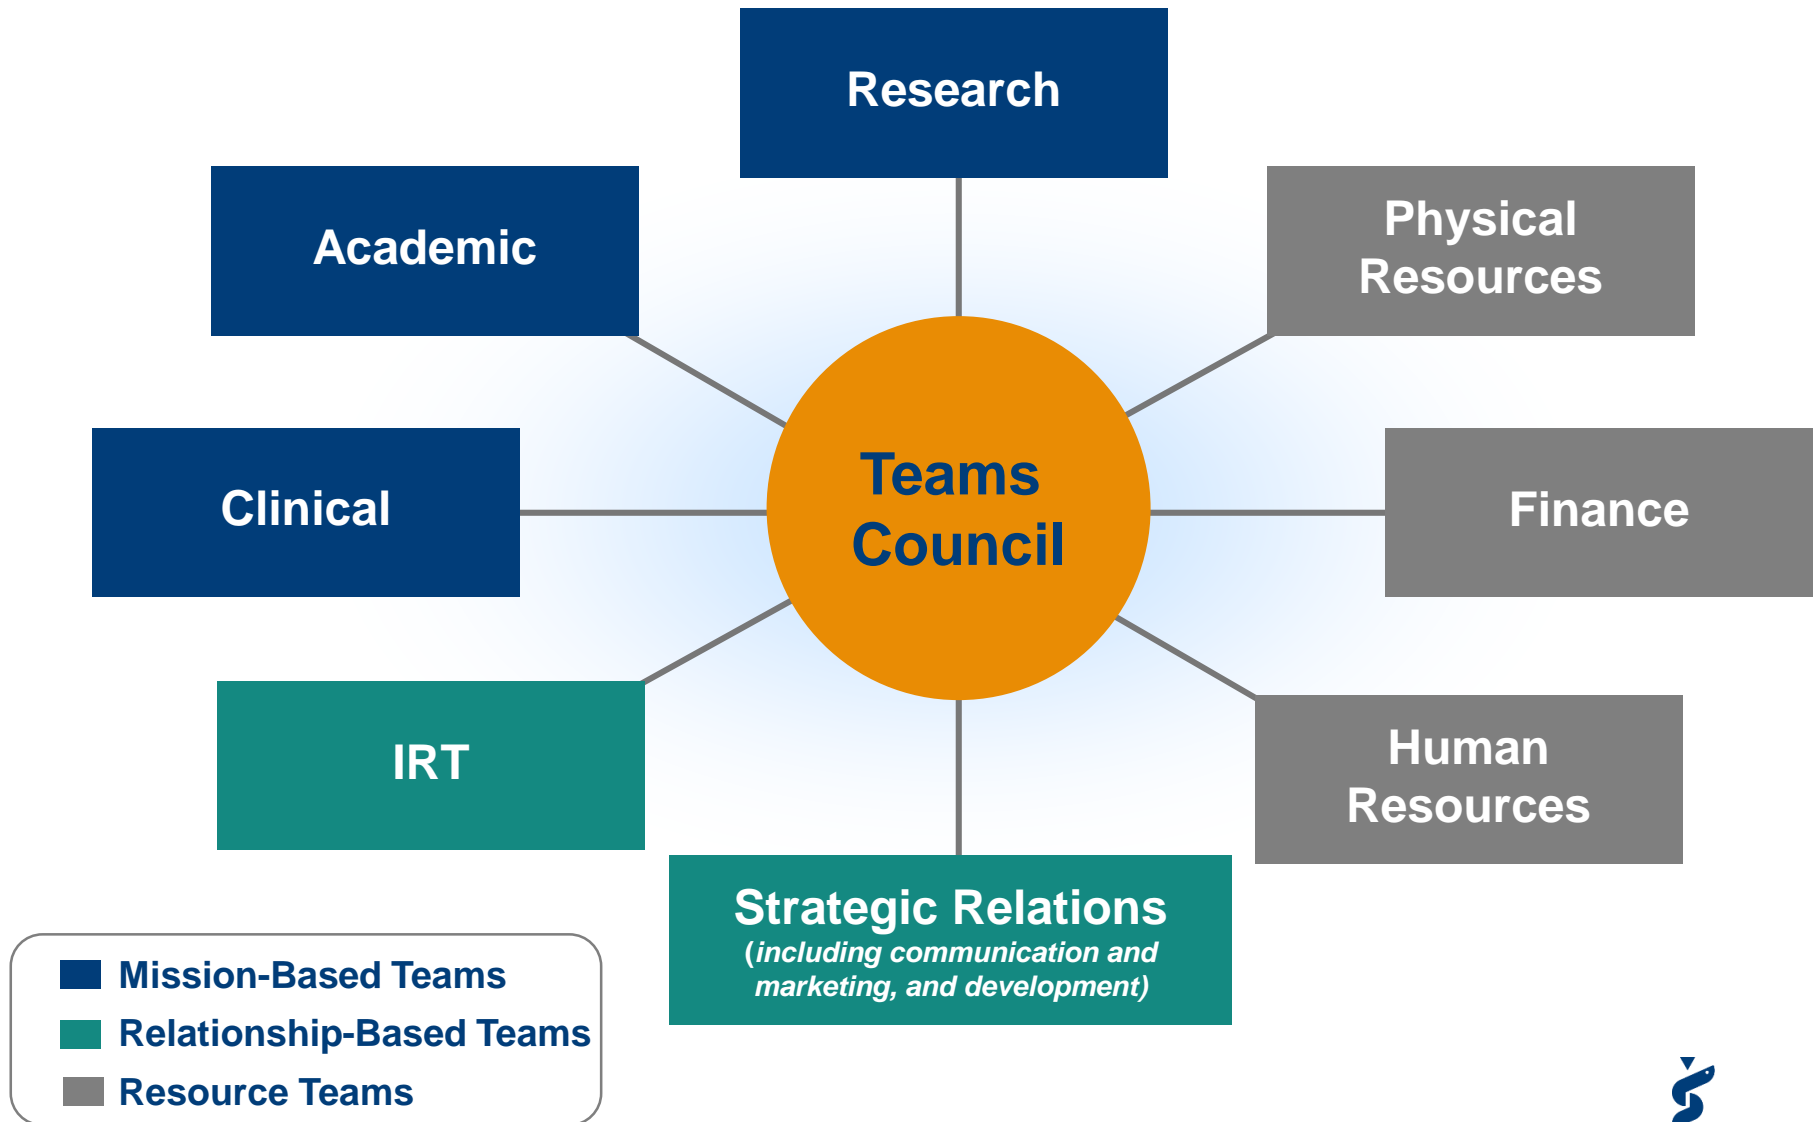 Research
Academic
Physical
Resources
Clinical
Teams
Council
Finance
IRT
Human
Resources
Strategic Relations
(including communication and
marketing, and development)
Mission-Based Teams
Relationship-Based Teams
Resource Teams